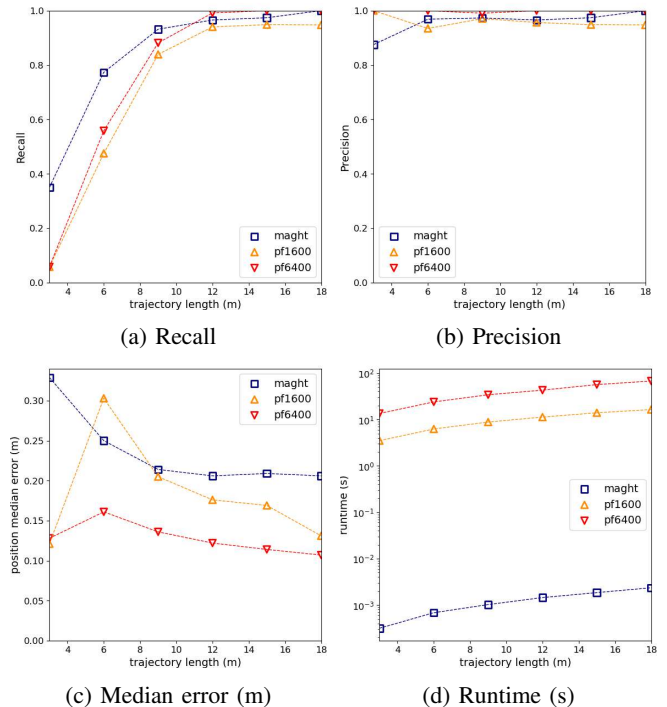 1.0
0.8
0.6
0.4
0.2
0.0
Recall
maght
pf1600
pf6400
4 6 8 10 12 14 16 18
trajectory length (m)
(a) Recall
1.0
0.8
0.6
0.4
0.2
0.0
Precision
maght
pf1600
pf6400
4 6 8 10 12 14 16 18
trajectory length (m)
(b) Precision
0.30
0.25
0.20
0.15
0.10
0.05
0.00
position median error (m)
maght
pf1600
pf6400
4 6 8 10 12 14 16 18
trajectory length (m)
(c) Median error (m)
10²
10¹
10⁰
10⁻¹
10⁻²
10⁻³
runtime (s)
maght
pf1600
pf6400
4 6 8 10 12 14 16 18
trajectory length (m)
(d) Runtime (s)